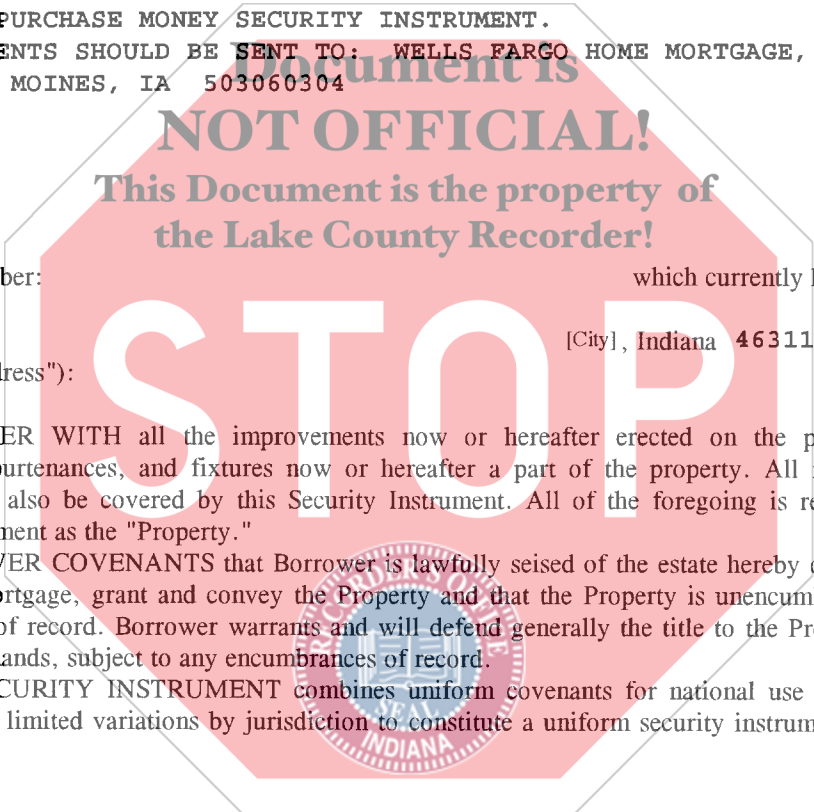 PURCHASE MONEY SECURITY INSTRUMENT.
ENTS SHOULD BE SENT TO: WELLS FARGO HOME MORTGAGE,
MOINES, IA 503060304
Document is
NOT OFFICIAL!
This Document is the property of
the Lake County Recorder!
ber: which currently
[City], Indiana 46311
dress"):
STOP
ER WITH all the improvements now or hereafter erected on the p
purtenances, and fixtures now or hereafter a part of the property. All
also be covered by this Security Instrument. All of the foregoing is re
ment as the "Property."
WER COVENANTS that Borrower is lawfully seised of the estate hereby
ortgage, grant and convey the Property and that the Property is unencum
of record. Borrower warrants and will defend generally the title to the Pr
ands, subject to any encumbrances of record.
CURITY INSTRUMENT combines uniform covenants for national use
limited variations by jurisdiction to constitute a uniform security instrum
RECORDER'S OFFICE
SEAL
INDIANA